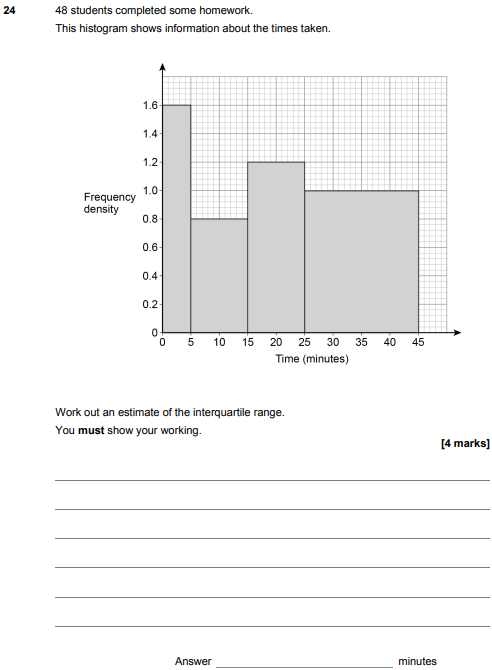 24 48 students completed some homework.
This histogram shows information about the times taken.
1.6
1.4
1.2
1.0
Frequency
density
0.8
0.6
0.4
0.2
0
0 5 10 15 20 25 30 35 40 45
Time (minutes)
Work out an estimate of the interquartile range.
You must show your working.
[4 marks]
Answer minutes